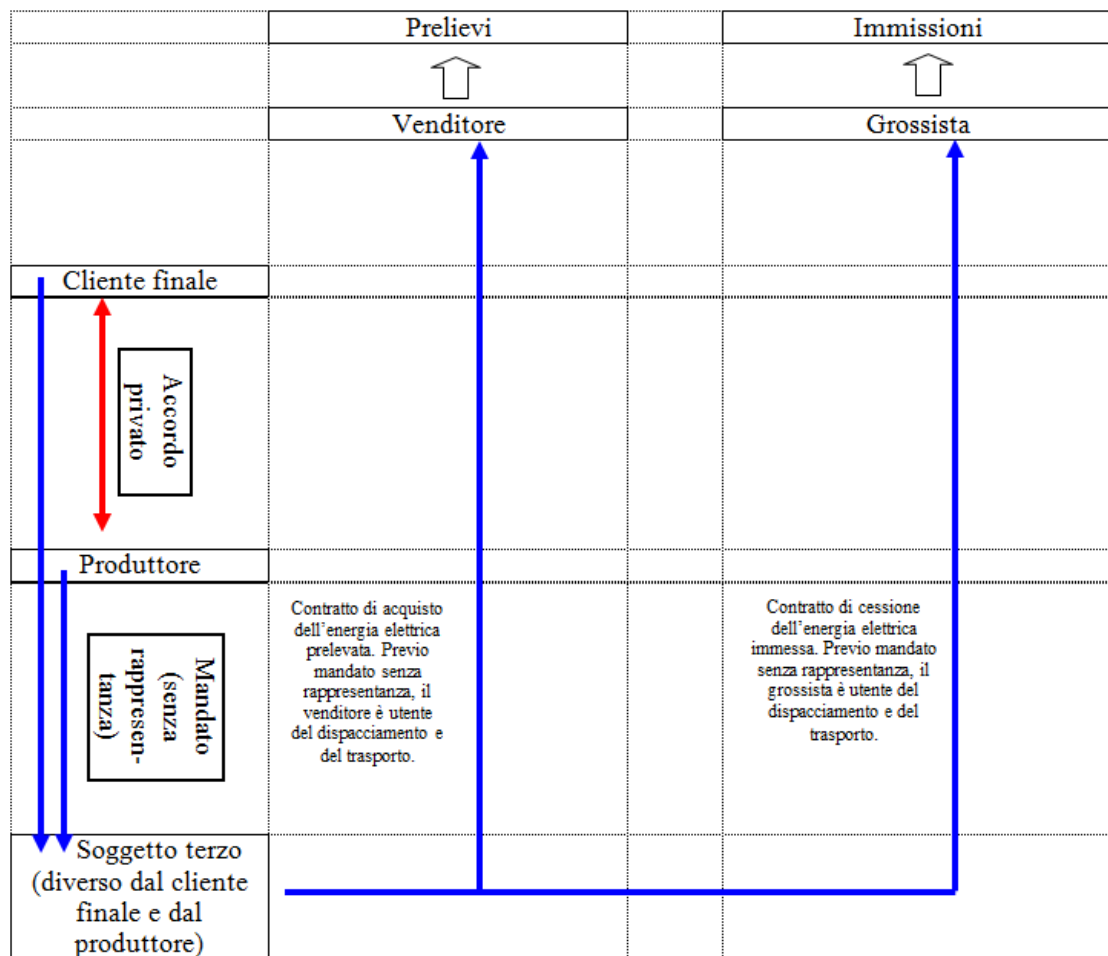 Prelievi
Immissioni
Venditore
Grossista
Cliente finale
Accordo
privato
Produttore
Mandato
(senza
rappresen-
tanza)
Contratto di acquisto
dell’energia elettrica
prelevata. Previo
mandato senza
rappresentanza, il
venditore è utente
del dispacciamento e
del trasporto.
Contratto di cessione
dell’energia elettrica
immessa. Previo mandato
senza rappresentanza, il
grossista è utente del
dispacciamento e del
trasporto.
Soggetto terzo
(diverso dal cliente
finale e dal
produttore)